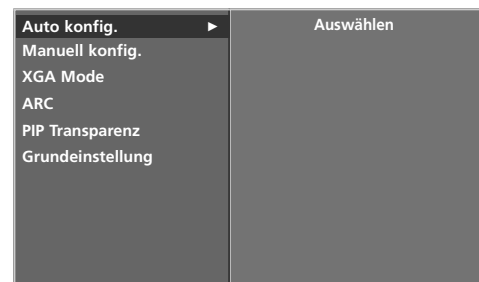 Auto konfig. ► Auswählen
Manuell konfig.
XGA Mode
ARC
PIP Transparenz
Grundeinstellung